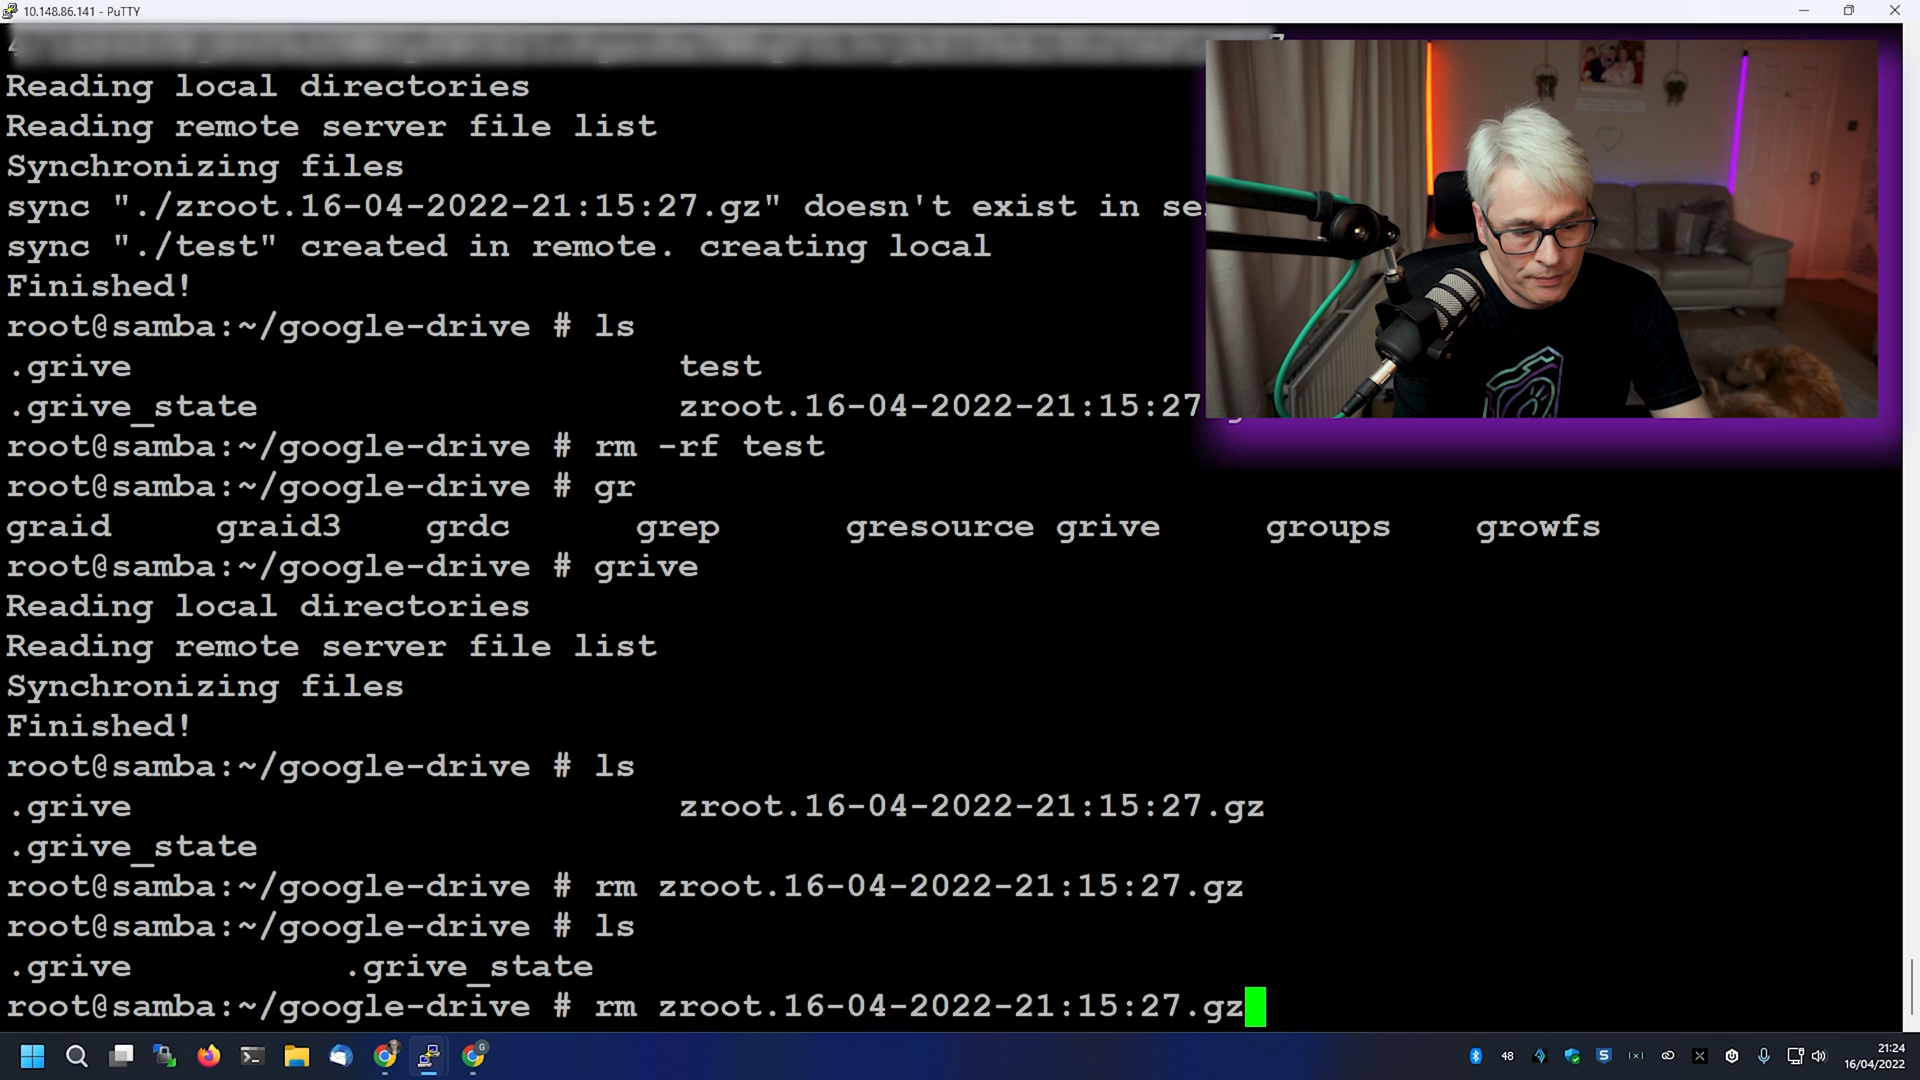 10.148.86.141 - PuTTY
Reading local directories
Reading remote server file list
Synchronizing files
sync "./zroot.16-04-2022-21:15:27.gz" doesn't exist in se
sync "./test" created in remote. creating local
Finished!
root@samba:~/google-drive # ls
.grive test
.grive_state zroot.16-04-2022-21:15:27
root@samba:~/google-drive # rm -rf test
root@samba:~/google-drive # gr
graid graid3 grdc grep gresource grive groups growfs
root@samba:~/google-drive # grive
Reading local directories
Reading remote server file list
Synchronizing files
Finished!
root@samba:~/google-drive # ls
.grive zroot.16-04-2022-21:15:27.gz
.grive_state
root@samba:~/google-drive # rm zroot.16-04-2022-21:15:27.gz
root@samba:~/google-drive # ls
.grive .grive_state
root@samba:~/google-drive # rm zroot.16-04-2022-21:15:27.gz
48
21:24
16/04/2022